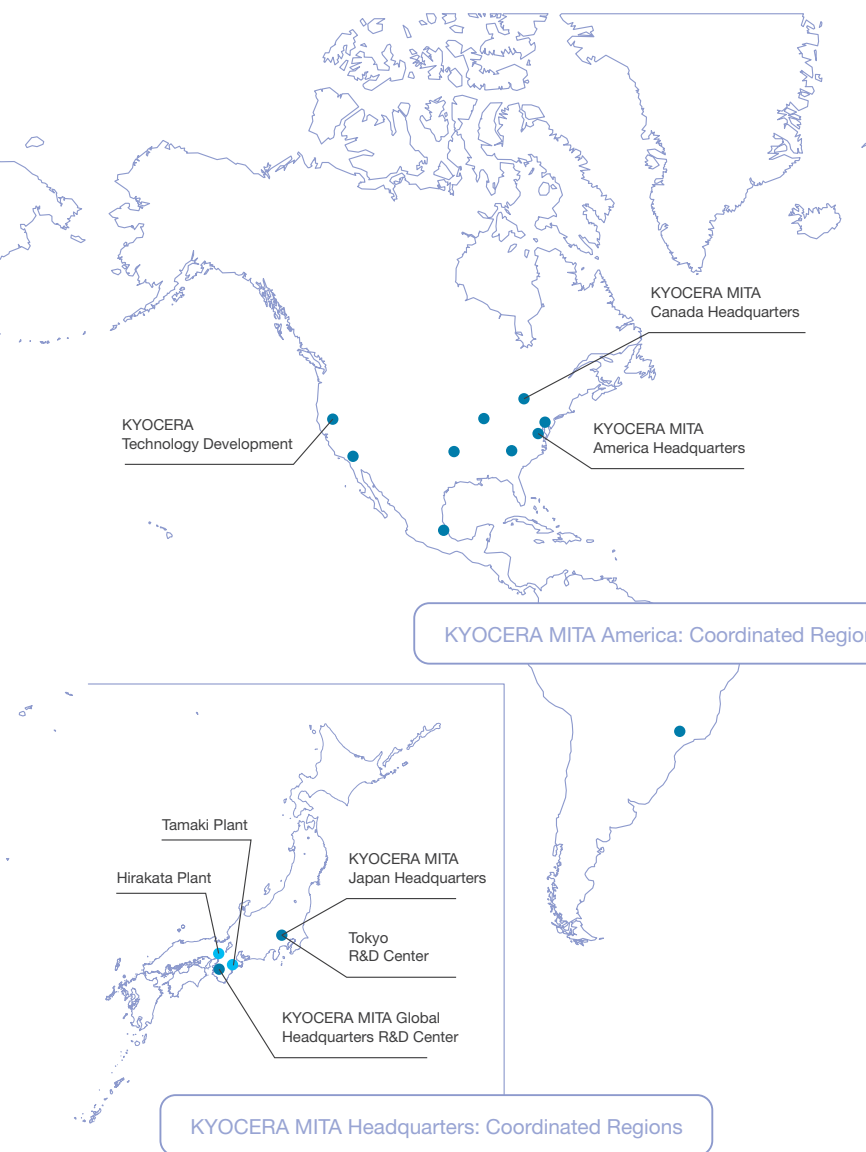 KYOCERA MITA
Canada Headquarters
KYOCERA
Technology Development
KYOCERA MITA
America Headquarters
KYOCERA MITA America: Coordinated Regio
Tamaki Plant
Hirakata Plant
KYOCERA MITA
Japan Headquarters
Tokyo
R&D Center
KYOCERA MITA Global
Headquarters R&D Center
KYOCERA MITA Headquarters: Coordinated Regions